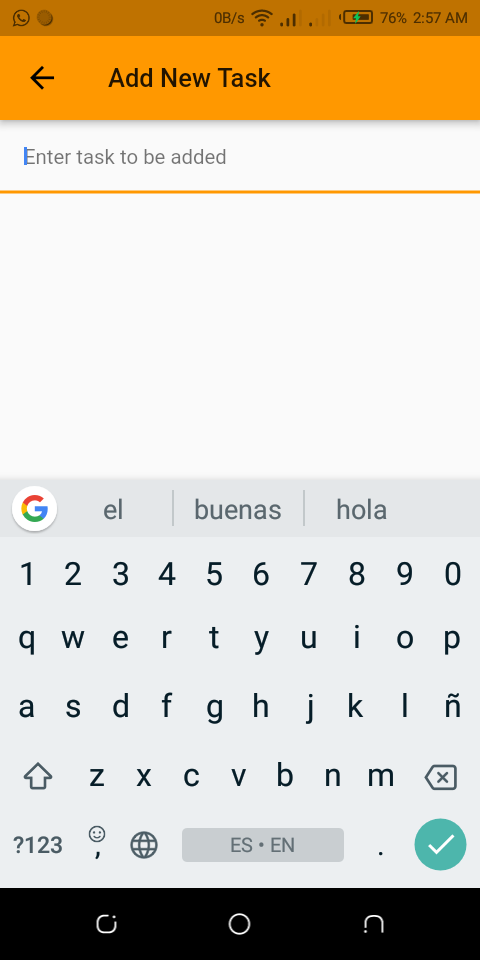 0B/s 76% 2:57 AM
Add New Task
Enter task to be added
el buenas hola
1 2 3 4 5 6 7 8 9 0
q w e r t y u i o p
a s d f g h j k l ñ
z x c v b n m
?123 , ES • EN .